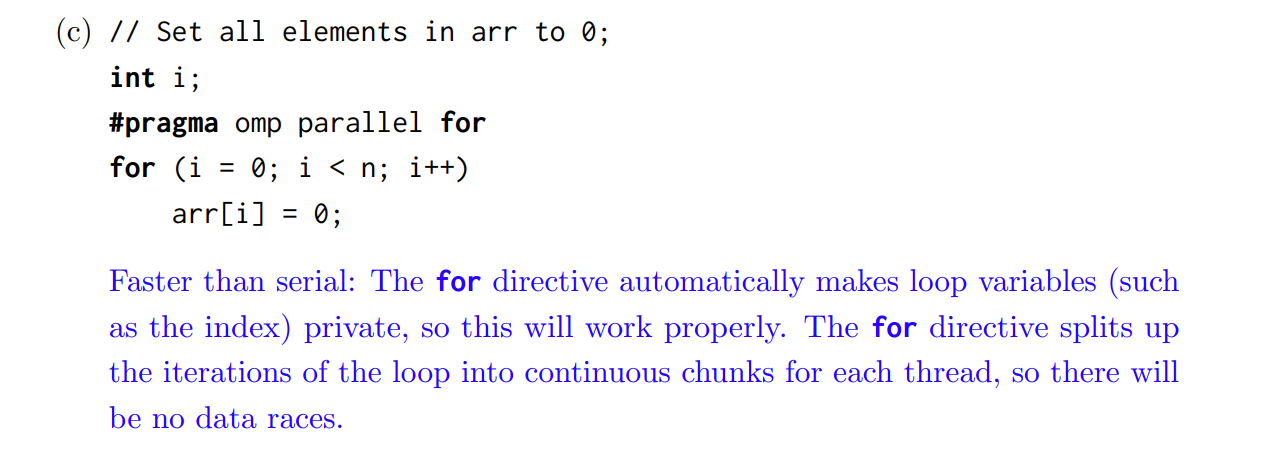 (c) // Set all elements in arr to 0;
int i;
#pragma omp parallel for
for (i = 0; i < n; i++)
arr[i] = 0;
Faster than serial: The for directive automatically makes loop variables (such
as the index) private, so this will work properly. The for directive splits up
the iterations of the loop into continuous chunks for each thread, so there will
be no data races.